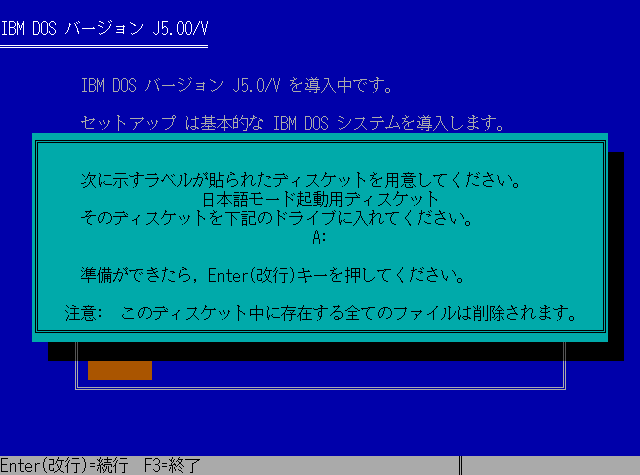 IBM DOS バージョン J5.00/V
IBM DOS バージョン J5.0/V を導入中です。
セットアップ は基本的な IBM DOS システムを導入します。
次に示すラベルが貼られたディスケットを用意してください。
日本語モード起動用ディスケット
そのディスケットを下記のドライブに入れてください。
A:
準備ができたら, Enter(改行)キーを押してください。
注意: このディスケット中に存在する全てのファイルは削除されます。
Enter(改行)=続行 F3=終了